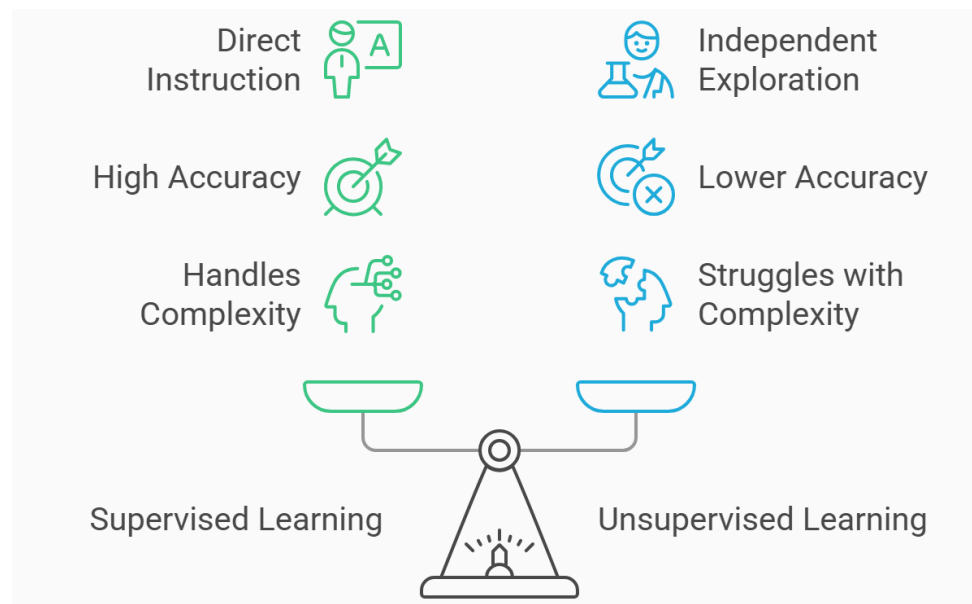 Direct
Instruction
A
Independent
Exploration
High Accuracy
Lower Accuracy
Handles
Complexity
Struggles with
Complexity
Supervised Learning
Unsupervised Learning